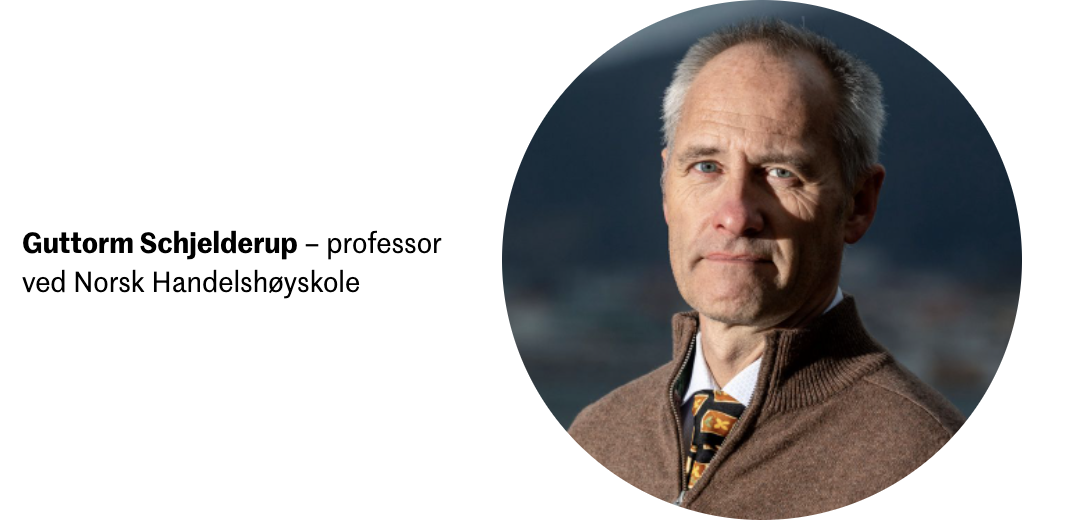 Guttorm Schjelderup – professor
ved Norsk Handelshøyskole